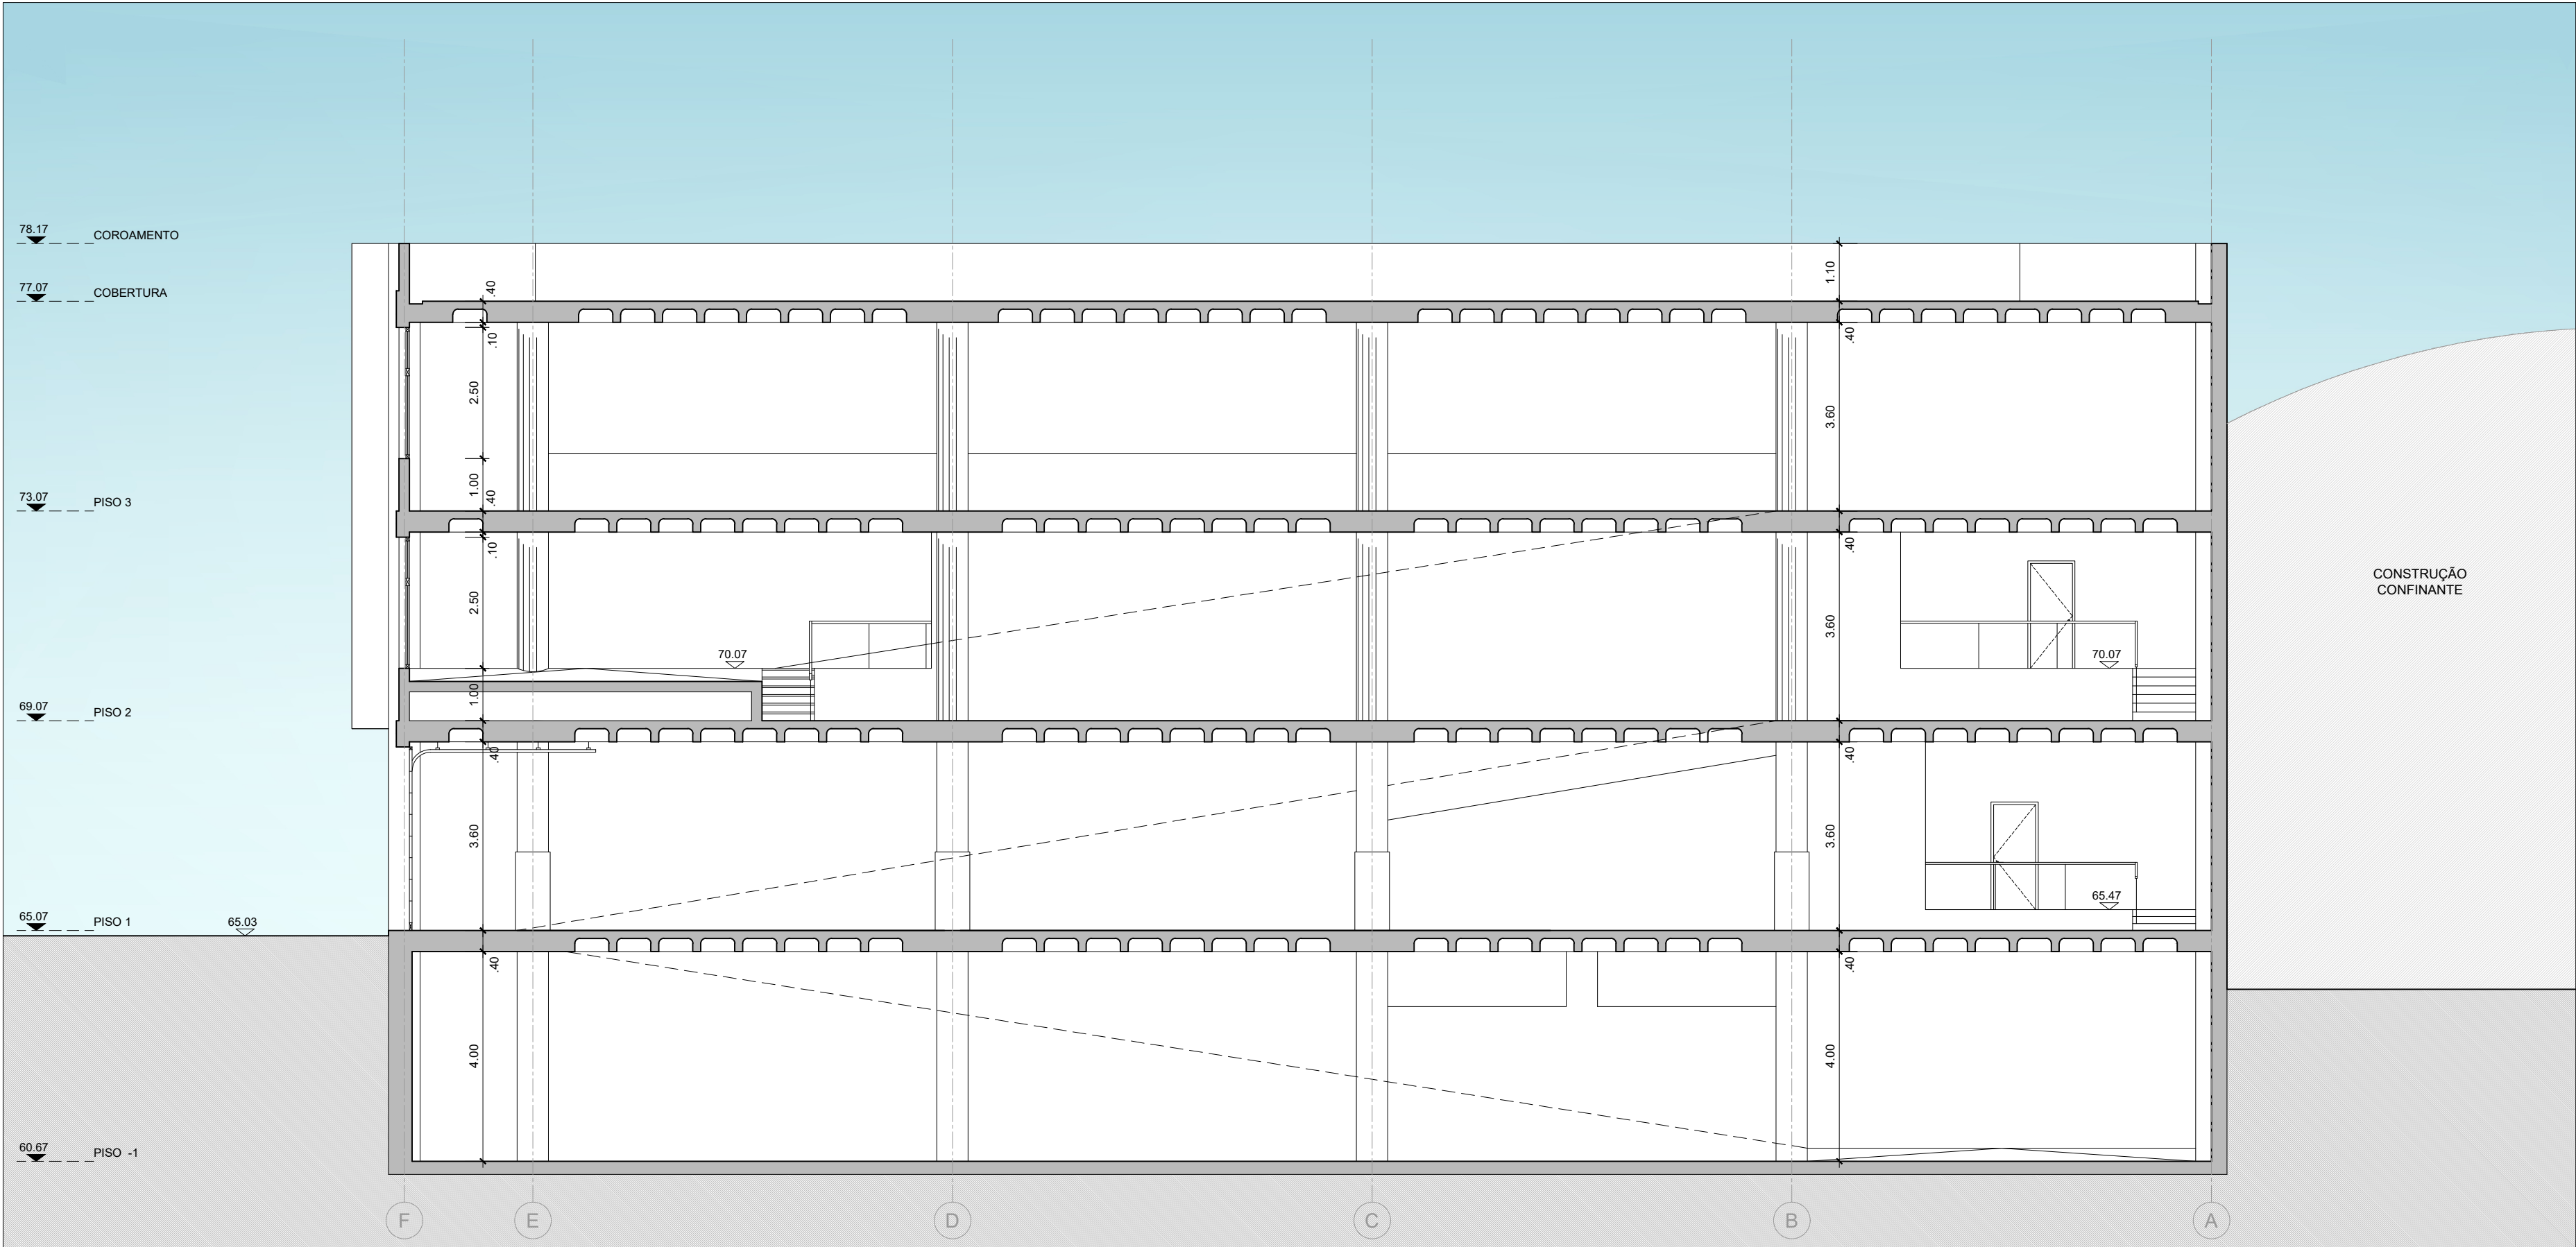 78.17
COROAMENTO
77.07
COBERTURA
.40
1.10
.10
.40
2.50
3.60
1.00
.40
73.07
PISO 3
.10
.40
2.50
3.60
CONSTRUÇÃO
CONFINANTE
70.07
70.07
1.00
69.07
PISO 2
.40
.40
3.60
3.60
65.47
65.07
PISO 1
65.03
.40
.40
4.00
4.00
60.67
PISO -1
F
E
D
C
B
A